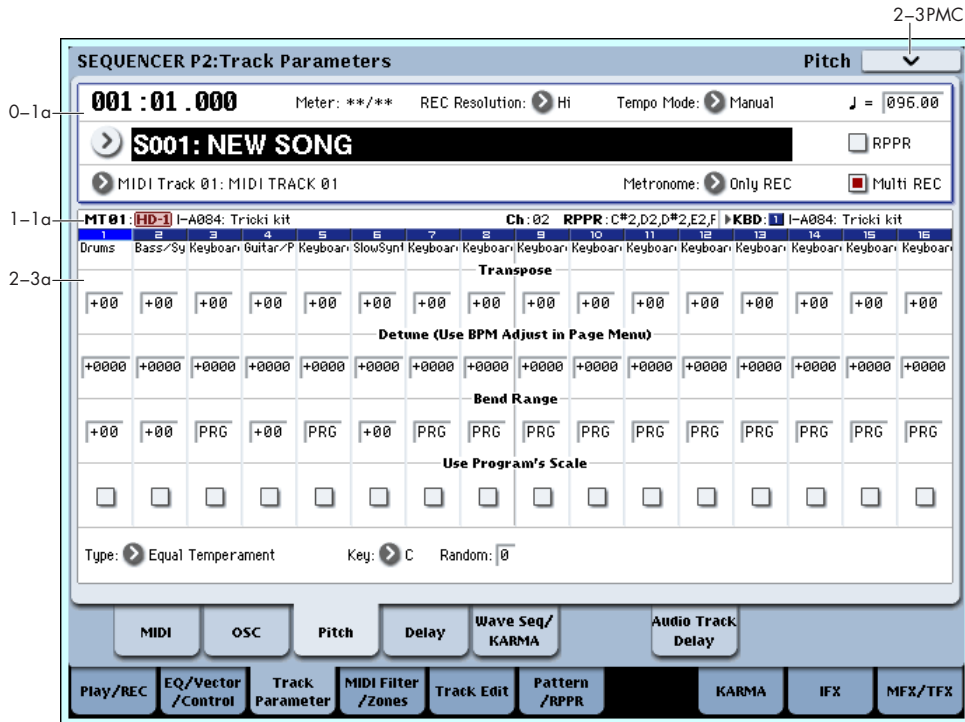 2–3PMC
SEQUENCER P2:Track Parameters Pitch
0–1a
001:01.000 Meter: **/** REC Resolution: Hi Tempo Mode: Manual ♩ = 096.00
S001: NEW SONG RPPR
MIDI Track 01: MIDI TRACK 01 Metronome: Only REC Multi REC
1–1a
MT01: HD-1 I-A084: Tricki kit Ch:02 RPPR:C#2,D2,D#2,E2,F ▶KBD: 1 I-A084: Tricki kit
1 2 3 4 5 6 7 8 9 10 11 12 13 14 15 16
Drums Bass/Sy Keyboar Guitar/P Keyboar SlowSynt Keyboar Keyboar Keyboar Keyboar Keyboar Keyboar Keyboar Keyboar Keyboar Keyboar
2–3a
Transpose
+00 +00 +00 +00 +00 +00 +00 +00 +00 +00 +00 +00 +00 +00 +00 +00
Detune (Use BPM Adjust in Page Menu)
+0000 +0000 +0000 +0000 +0000 +0000 +0000 +0000 +0000 +0000 +0000 +0000 +0000 +0000 +0000 +0000
Bend Range
+00 +00 PRG +00 PRG +00 PRG PRG PRG PRG PRG PRG PRG PRG PRG PRG
Use Program's Scale
Type: Equal Temperament Key: C Random: 0
MIDI OSC Pitch Delay Wave Seq/ KARMA Audio Track Delay
Play/REC EQ/Vector /Control Track Parameter MIDI Filter /Zones Track Edit Pattern /RPPR KARMA IFX MFX/TFX